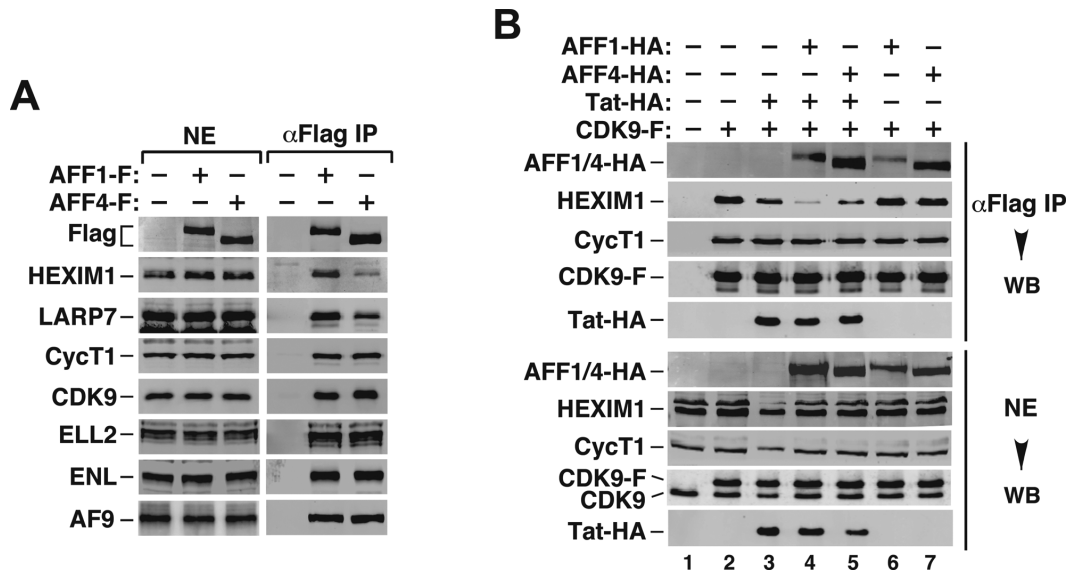 A
NE αFlag IP
AFF1-F: – + – – + –
AFF4-F: – – + – – +
Flag
HEXIM1
LARP7
CycT1
CDK9
ELL2
ENL
AF9
B
AFF1-HA: – – – + – + –
AFF4-HA: – – – – + – +
Tat-HA: – – + + + – –
CDK9-F: – + + + + + +
AFF1/4-HA
HEXIM1
CycT1
CDK9-F
Tat-HA
αFlag IP
WB
AFF1/4-HA
HEXIM1
CycT1
CDK9-F
CDK9
Tat-HA
NE
WB
1 2 3 4 5 6 7